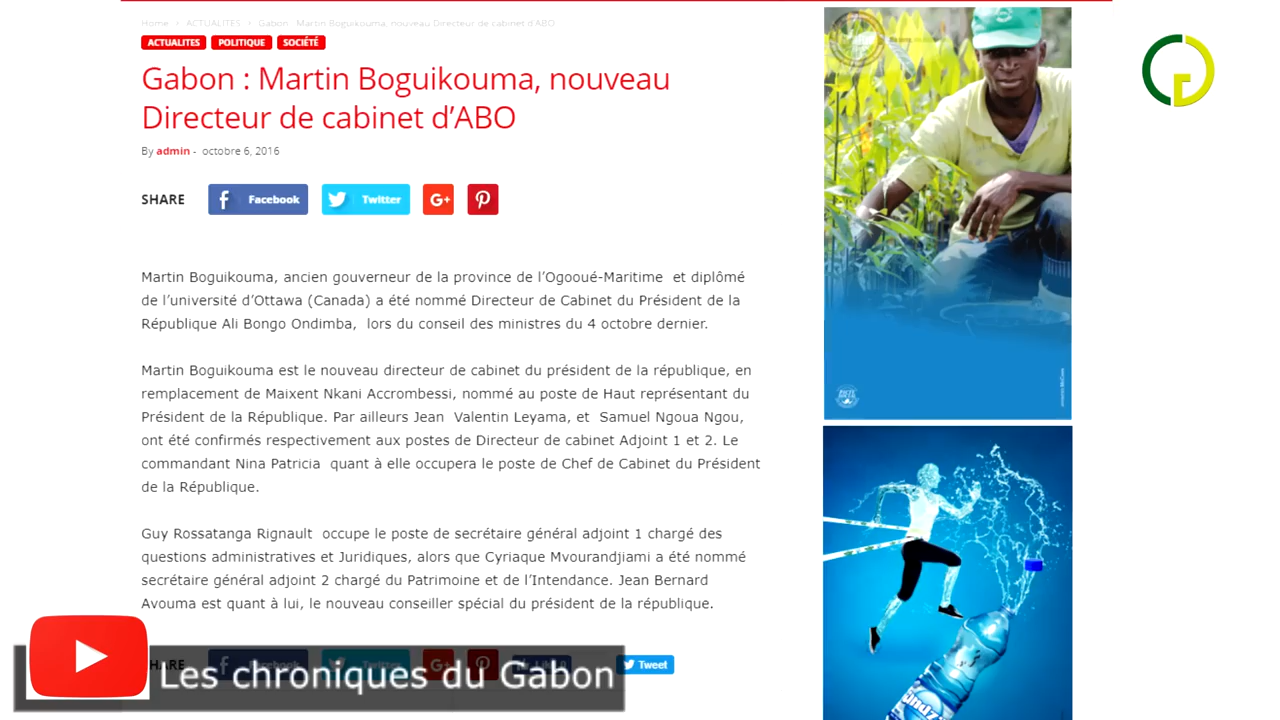 Home › ACTUALITES › Gabon : Martin Boguikouma, nouveau Directeur de cabinet d'ABO
ACTUALITES POLITIQUE SOCIÉTÉ
Gabon : Martin Boguikouma, nouveau
Directeur de cabinet d'ABO
By admin - octobre 6, 2016
SHARE Facebook Twitter G+
Martin Boguikouma, ancien gouverneur de la province de l'Ogooué-Maritime et diplômé
de l'université d'Ottawa (Canada) a été nommé Directeur de Cabinet du Président de la
République Ali Bongo Ondimba, lors du conseil des ministres du 4 octobre dernier.
Martin Boguikouma est le nouveau directeur de cabinet du président de la république, en
remplacement de Maixent Nkani Accrombessi, nommé au poste de Haut représentant du
Président de la République. Par ailleurs Jean Valentin Leyama, et Samuel Ngoua Ngou,
ont été confirmés respectivement aux postes de Directeur de cabinet Adjoint 1 et 2. Le
commandant Nina Patricia quant à elle occupera le poste de Chef de Cabinet du Président
de la République.
Guy Rossatanga Rignault occupe le poste de secrétaire général adjoint 1 chargé des
questions administratives et Juridiques, alors que Cyriaque Mvourandjiami a été nommé
secrétaire général adjoint 2 chargé du Patrimoine et de l'Intendance. Jean Bernard
Avouma est quant à lui, le nouveau conseiller spécial du président de la république.
SHARE Facebook Twitter G+ Like 0 Tweet
Les chroniques du Gabon